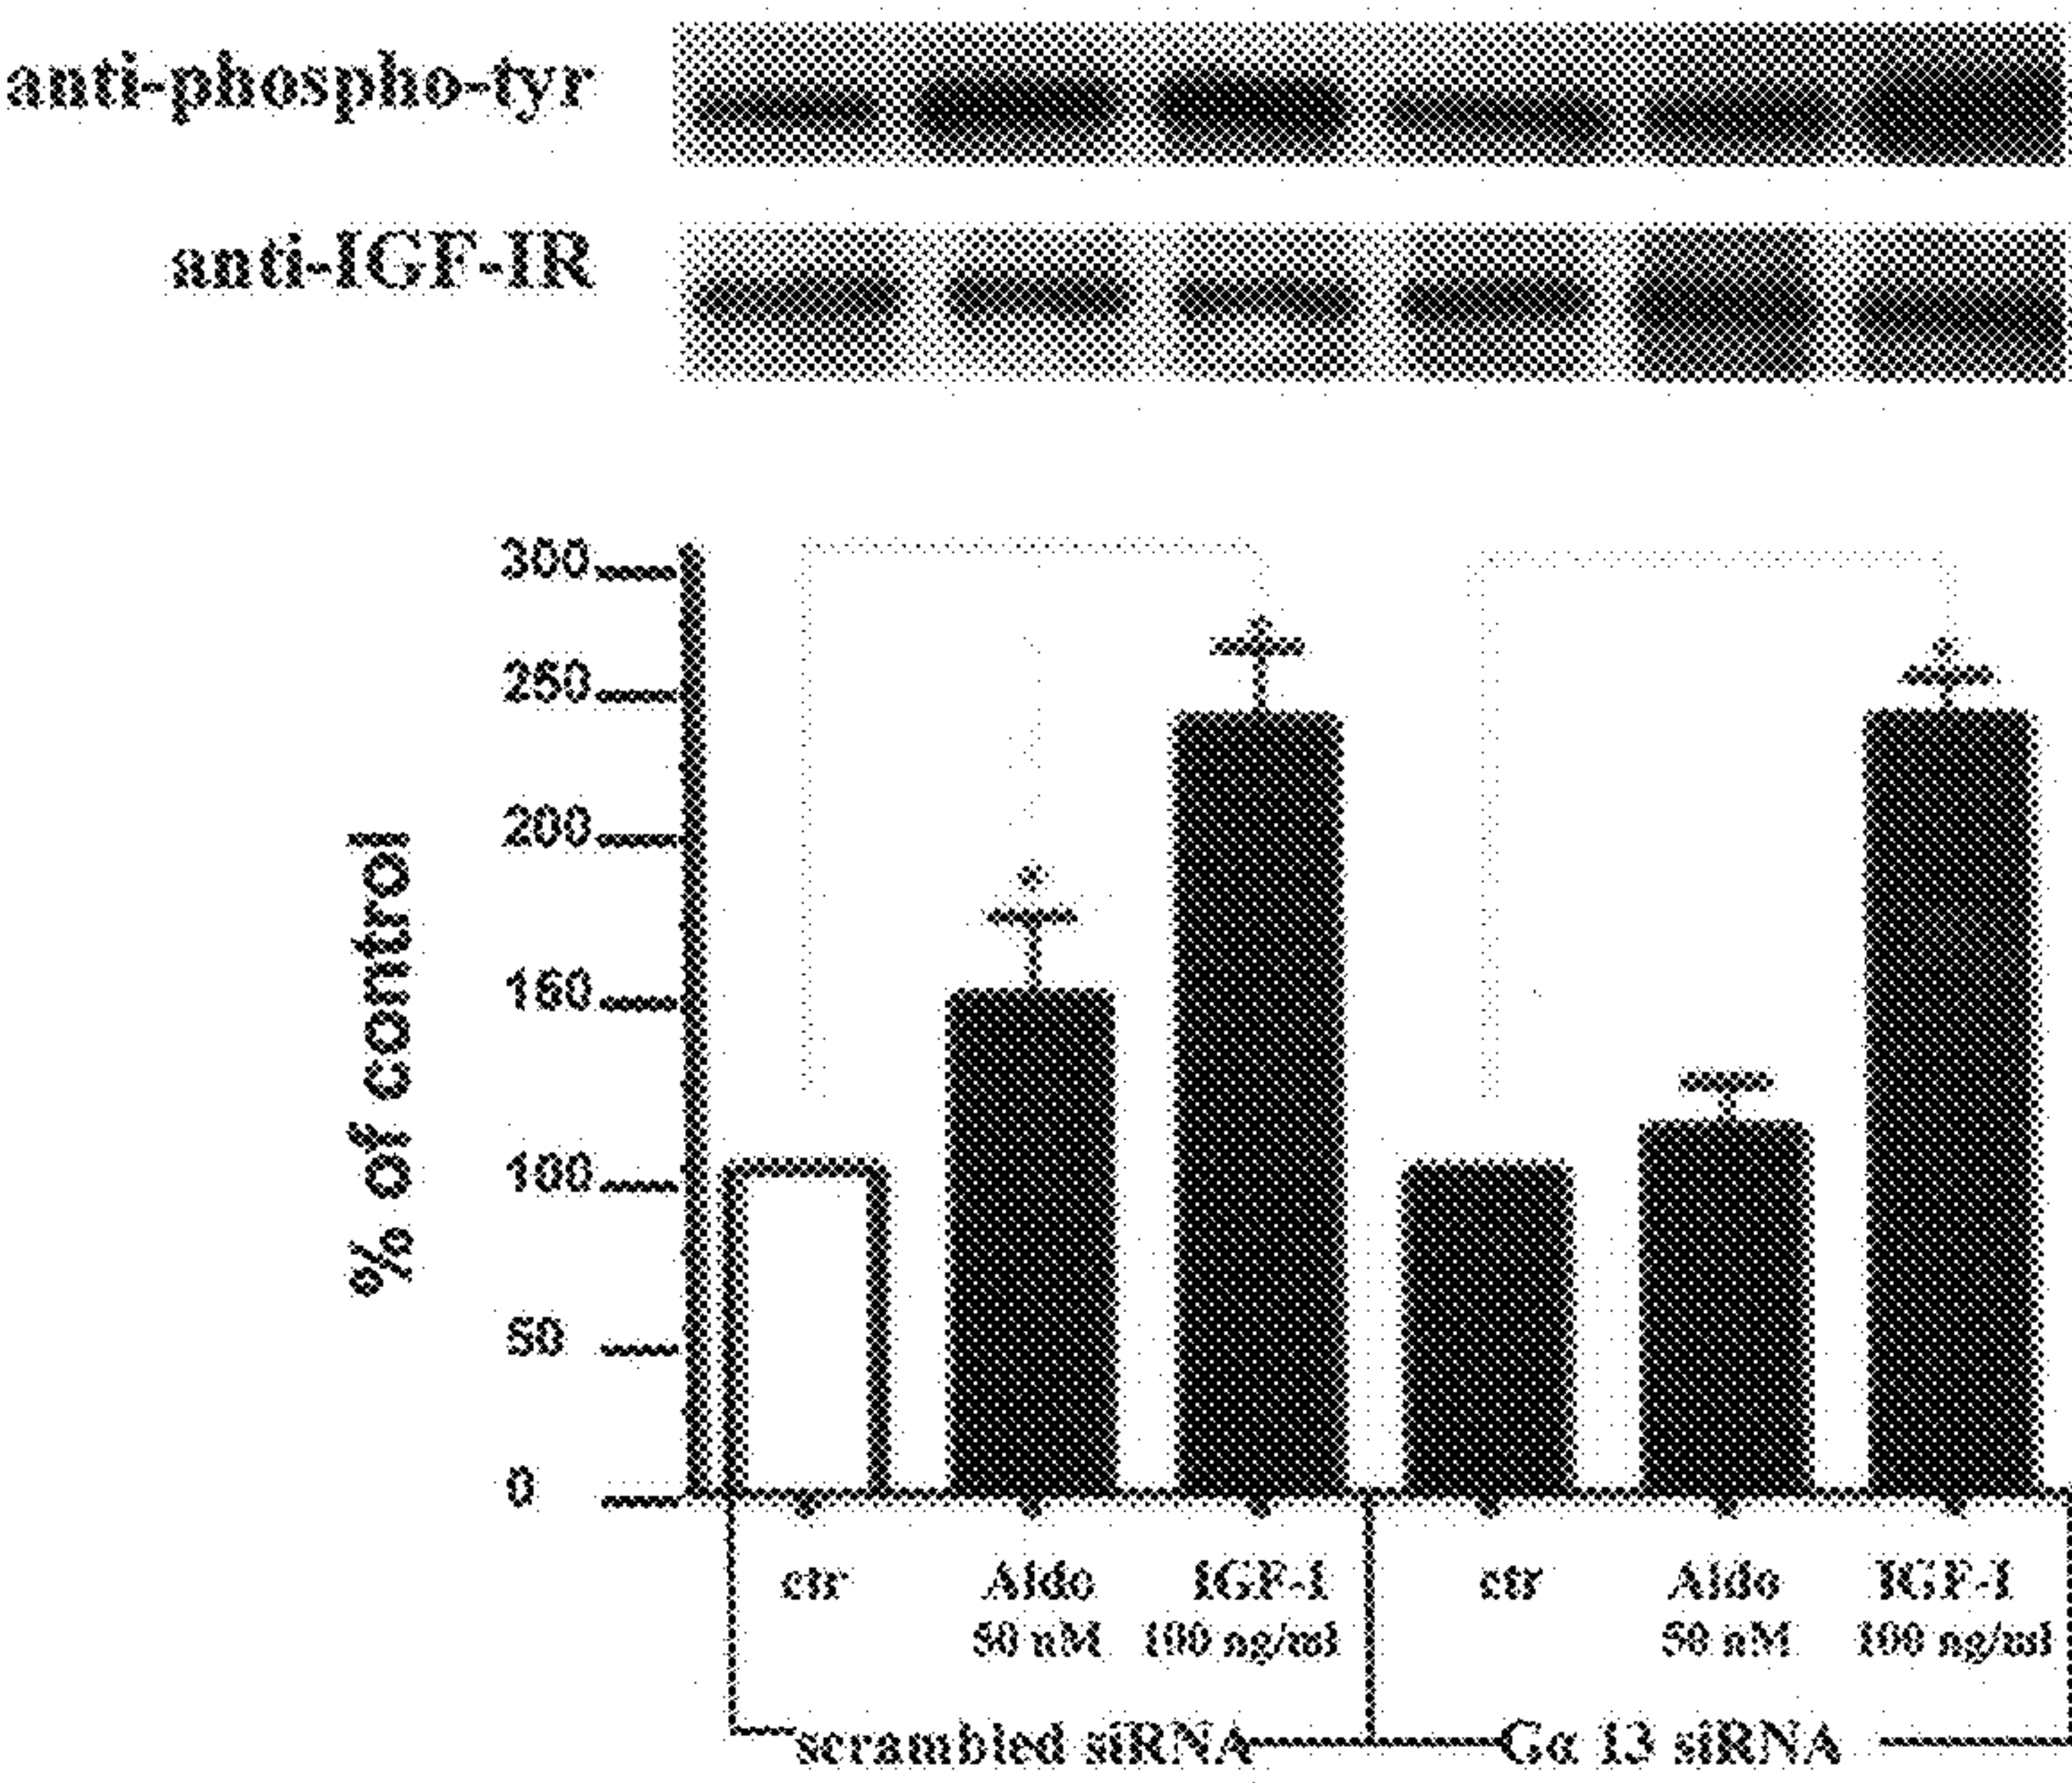 anti-phospho-tyr
anti-IGF-IR
% of control
300
250
200
150
100
50
0
* * * 
ctr Aldo IGF-I ctr Aldo IGF-I
50 nM 100 ng/ml 50 nM 100 ng/ml
scrambled siRNA Gα 13 siRNA